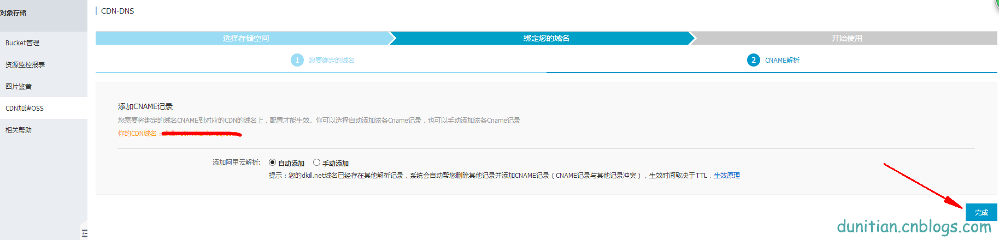 对象存储
Bucket管理
资源监控报表
图片鉴黄
CDN加速OSS
相关帮助
CDN-DNS
选择存储空间
绑定您的域名
开始使用
1 您要绑定的域名
2 CNAME解析
添加CNAME记录
您需要将绑定的域名CNAME到对应的CDN的域名上，配置才能生效。你可以选择自动添加该条Cname记录，也可以手动添加该条Cname记录
你的CDN域名：
添加阿里云解析: 自动添加 手动添加
提示：您的dkill.net域名已经存在其他解析记录，系统会自动帮您删除其他记录并添加CNAME记录（CNAME记录与其他记录冲突），生效时间取决于TTL，生效原理
完成
dunitian.cnblogs.com